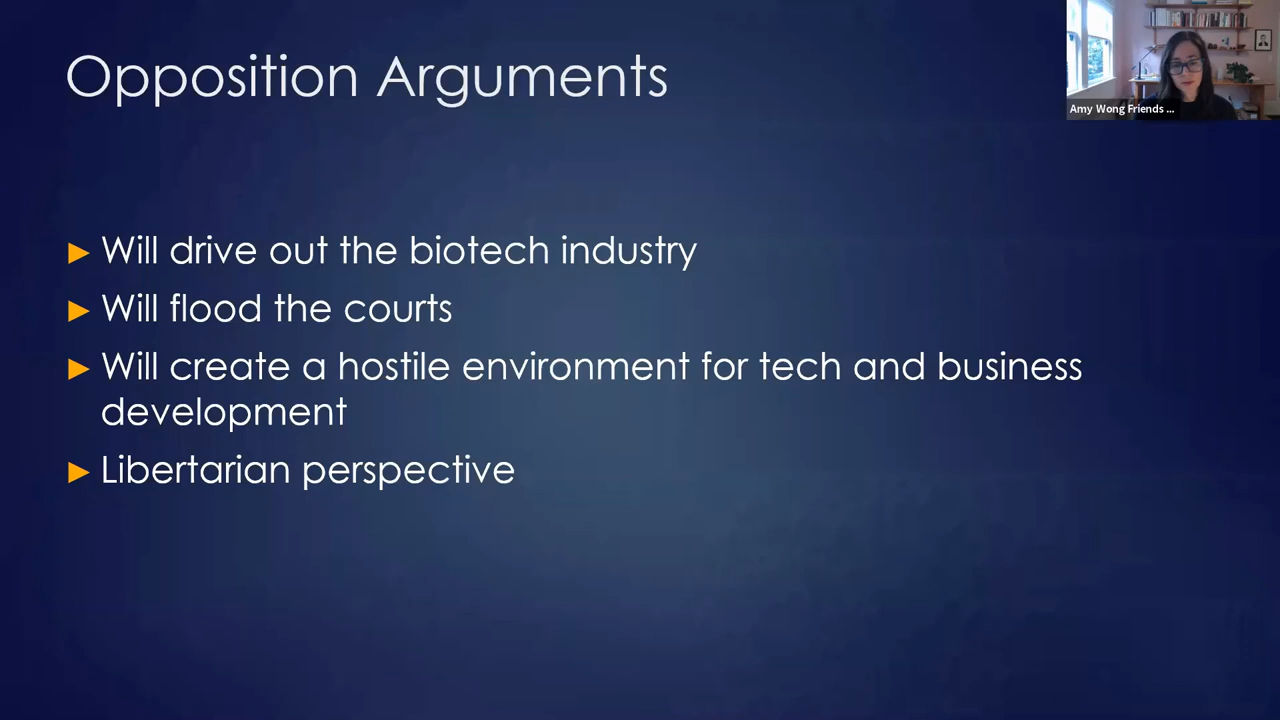 Opposition Arguments
Amy Wong Friends ...
► Will drive out the biotech industry
► Will flood the courts
► Will create a hostile environment for tech and business
development
► Libertarian perspective